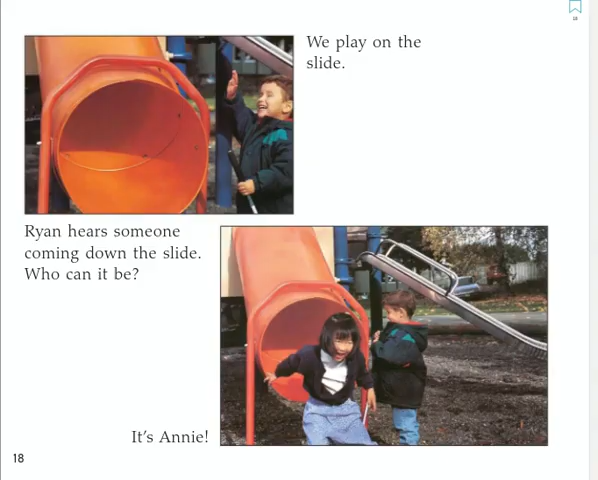 18
We play on the
slide.
Ryan hears someone
coming down the slide.
Who can it be?
It's Annie!
18